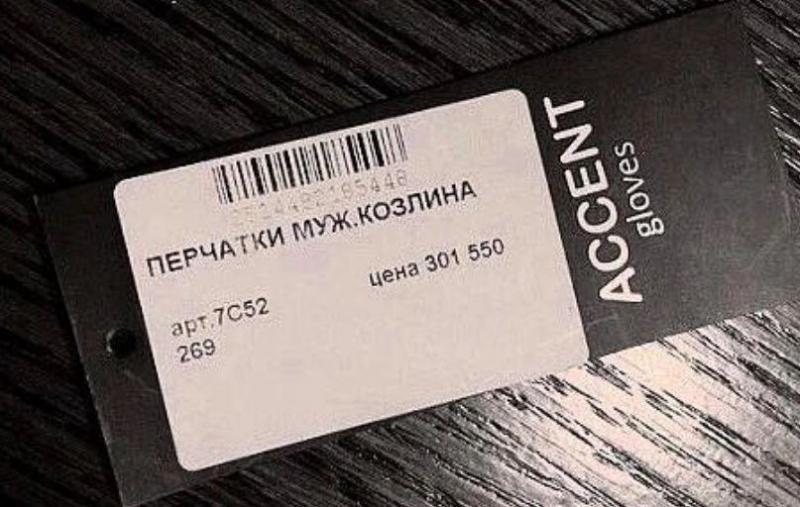 ПЕРЧАТКИ МУЖ.КОЗЛИНА
цена 301 550
арт.7С52
269
ACCENT
gloves